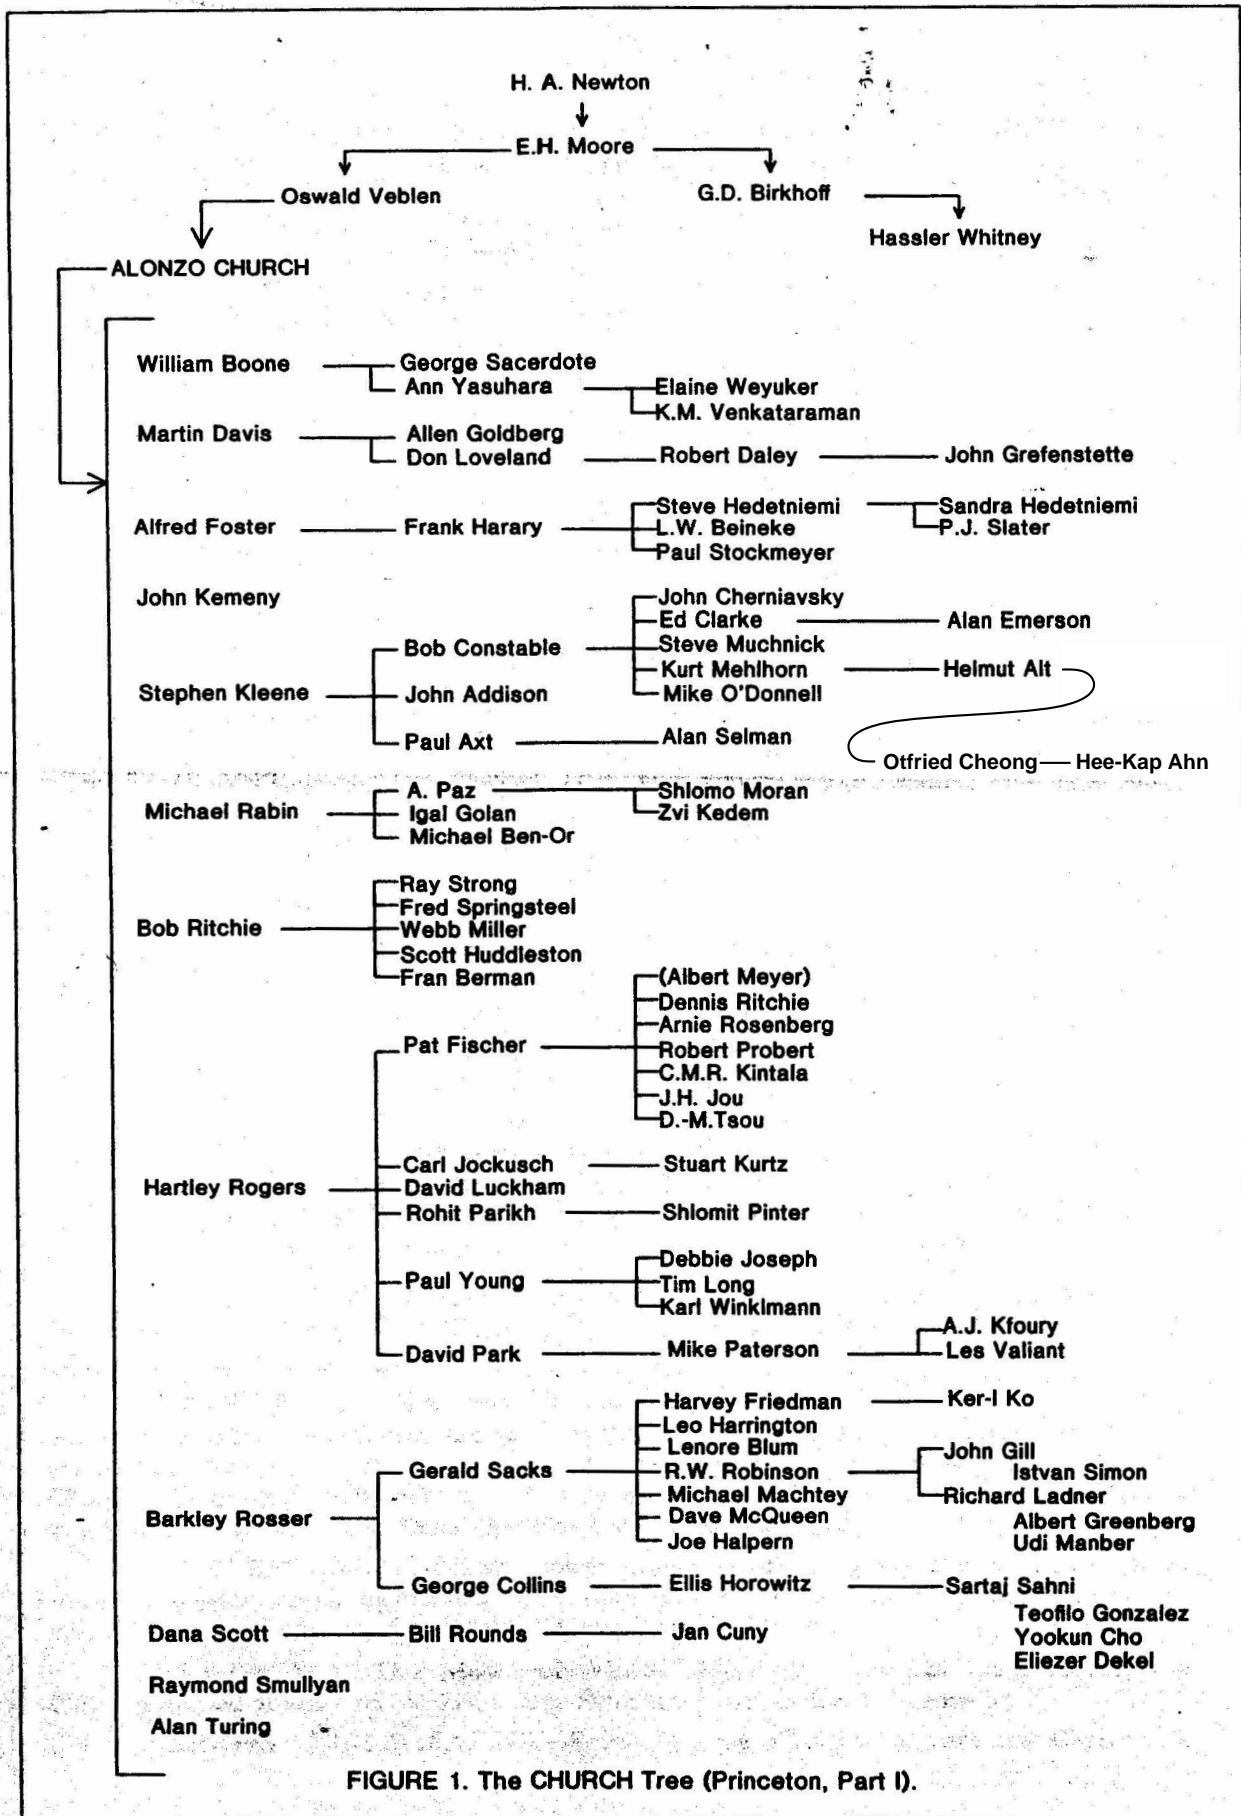 H. A. Newton
E.H. Moore
Oswald Veblen
G.D. Birkhoff
Hassler Whitney
ALONZO CHURCH
William Boone
George Sacerdote
Ann Yasuhara
Elaine Weyuker
K.M. Venkataraman
Martin Davis
Allen Goldberg
Don Loveland
Robert Daley
John Grefenstette
Alfred Foster
Frank Harary
Steve Hedetniemi
L.W. Beineke
Paul Stockmeyer
Sandra Hedetniemi
P.J. Slater
John Kemeny
Stephen Kleene
Bob Constable
John Cherniavsky
Ed Clarke
Alan Emerson
Steve Muchnick
Kurt Mehlhorn
Helmut Alt
Mike O'Donnell
John Addison
Paul Axt
Alan Selman
Otfried Cheong
Hee-Kap Ahn
Michael Rabin
A. Paz
Igal Golan
Michael Ben-Or
Shlomo Moran
Zvi Kedem
Bob Ritchie
Ray Strong
Fred Springsteel
Webb Miller
Scott Huddleston
Fran Berman
Hartley Rogers
Pat Fischer
(Albert Meyer)
Dennis Ritchie
Arnie Rosenberg
Robert Probert
C.M.R. Kintala
J.H. Jou
D.-M.Tsou
Carl Jockusch
Stuart Kurtz
David Luckham
Rohit Parikh
Shlomit Pinter
Paul Young
Debbie Joseph
Tim Long
Karl Winklmann
David Park
Mike Paterson
A.J. Kfoury
Les Valiant
Barkley Rosser
Gerald Sacks
Harvey Friedman
Ker-I Ko
Leo Harrington
Lenore Blum
R.W. Robinson
John Gill
Istvan Simon
Richard Ladner
Albert Greenberg
Udi Manber
Michael Machtey
Dave McQueen
Joe Halpern
George Collins
Ellis Horowitz
Sartaj Sahni
Teofilo Gonzalez
Yookun Cho
Eliezer Dekel
Dana Scott
Bill Rounds
Jan Cuny
Raymond Smullyan
Alan Turing
FIGURE 1. The CHURCH Tree (Princeton, Part I).